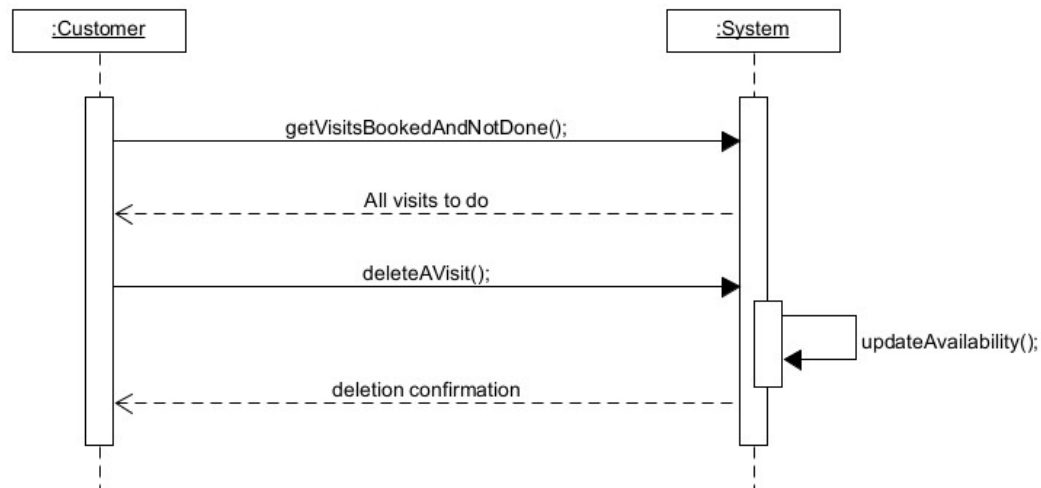 :Customer
:System
getVisitsBookedAndNotDone();
All visits to do
deleteAVisit();
updateAvailability();
deletion confirmation